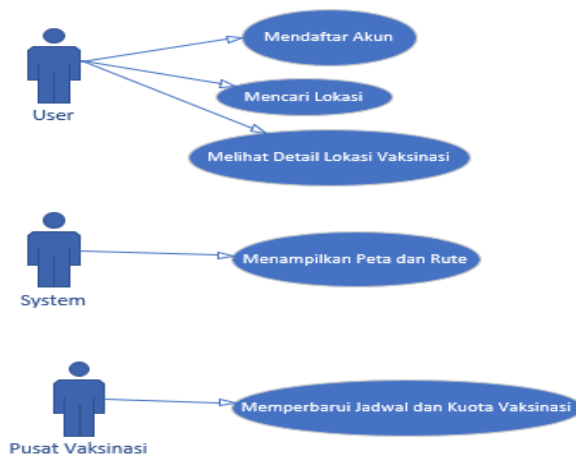 Mendaftar Akun
Mencari Lokasi
User
Melihat Detail Lokasi Vaksinasi
Menampilkan Peta dan Rute
System
Memperbarui Jadwal dan Kuota Vaksinasi
Pusat Vaksinasi